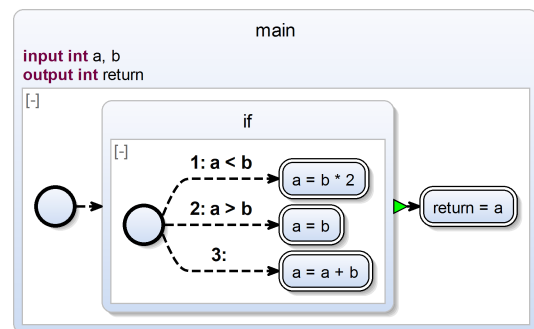 main
input int a, b
output int return
[-]
if
[-]
1: a < b
a = b * 2
2: a > b
a = b
return = a
3:
a = a + b